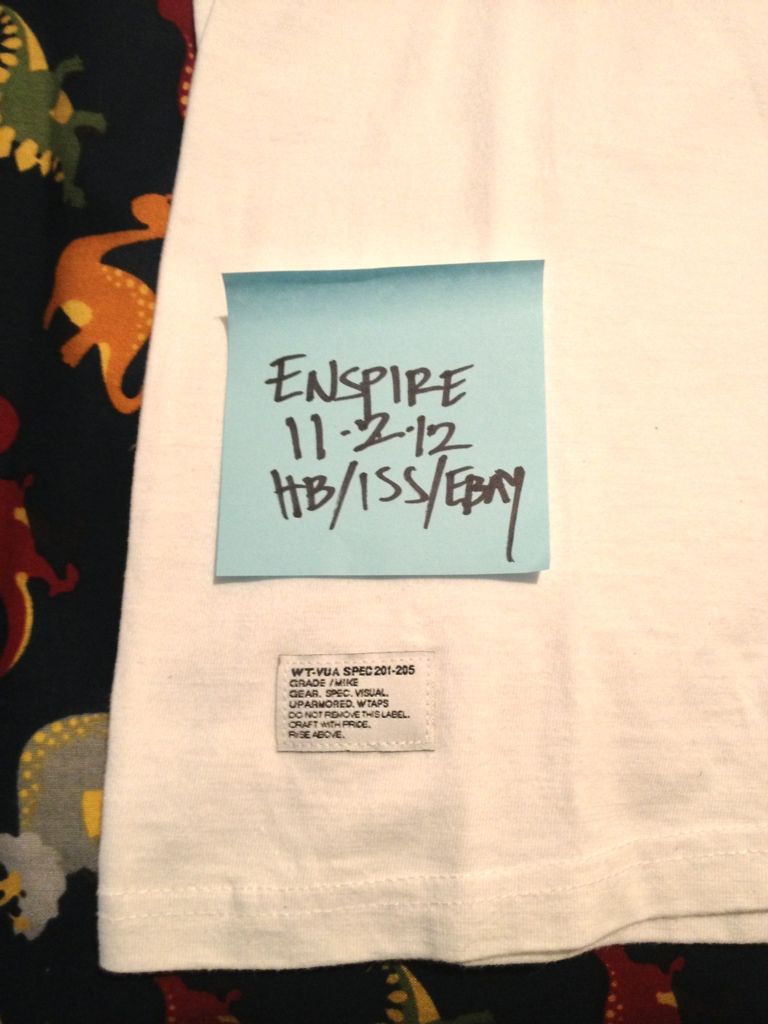 ENSPIRE
11.2.12
HB/ISS/EBAY
WT-VUA SPEC 201-205
GRADE / MIKE
GEAR. SPEC. VISUAL.
UPARMORED. WTAPS
DO NOT REMOVE THIS LABEL.
CRAFT WITH PRIDE.
RISE ABOVE.